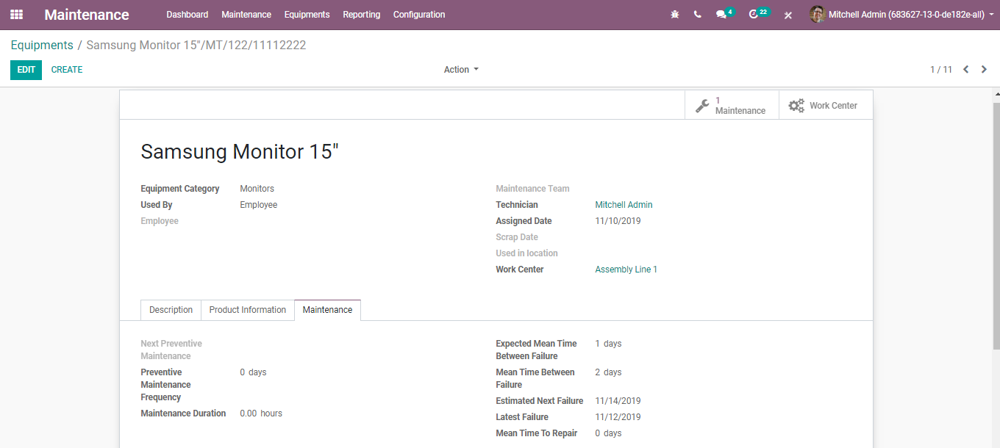 Maintenance Dashboard Maintenance Equipments Reporting Configuration 4 22 Mitchell Admin (683627-13-0-de182e-all)
Equipments / Samsung Monitor 15"/MT/122/11112222
EDIT CREATE Action 1 / 11
1
Maintenance
Work Center
Samsung Monitor 15"
Equipment Category Monitors
Used By Employee
Employee
Maintenance Team
Technician Mitchell Admin
Assigned Date 11/10/2019
Scrap Date
Used in location
Work Center Assembly Line 1
Description Product Information Maintenance
Next Preventive
Maintenance
Preventive 0 days
Maintenance
Frequency
Maintenance Duration 0.00 hours
Expected Mean Time 1 days
Between Failure
Mean Time Between 2 days
Failure
Estimated Next Failure 11/14/2019
Latest Failure 11/12/2019
Mean Time To Repair 0 days